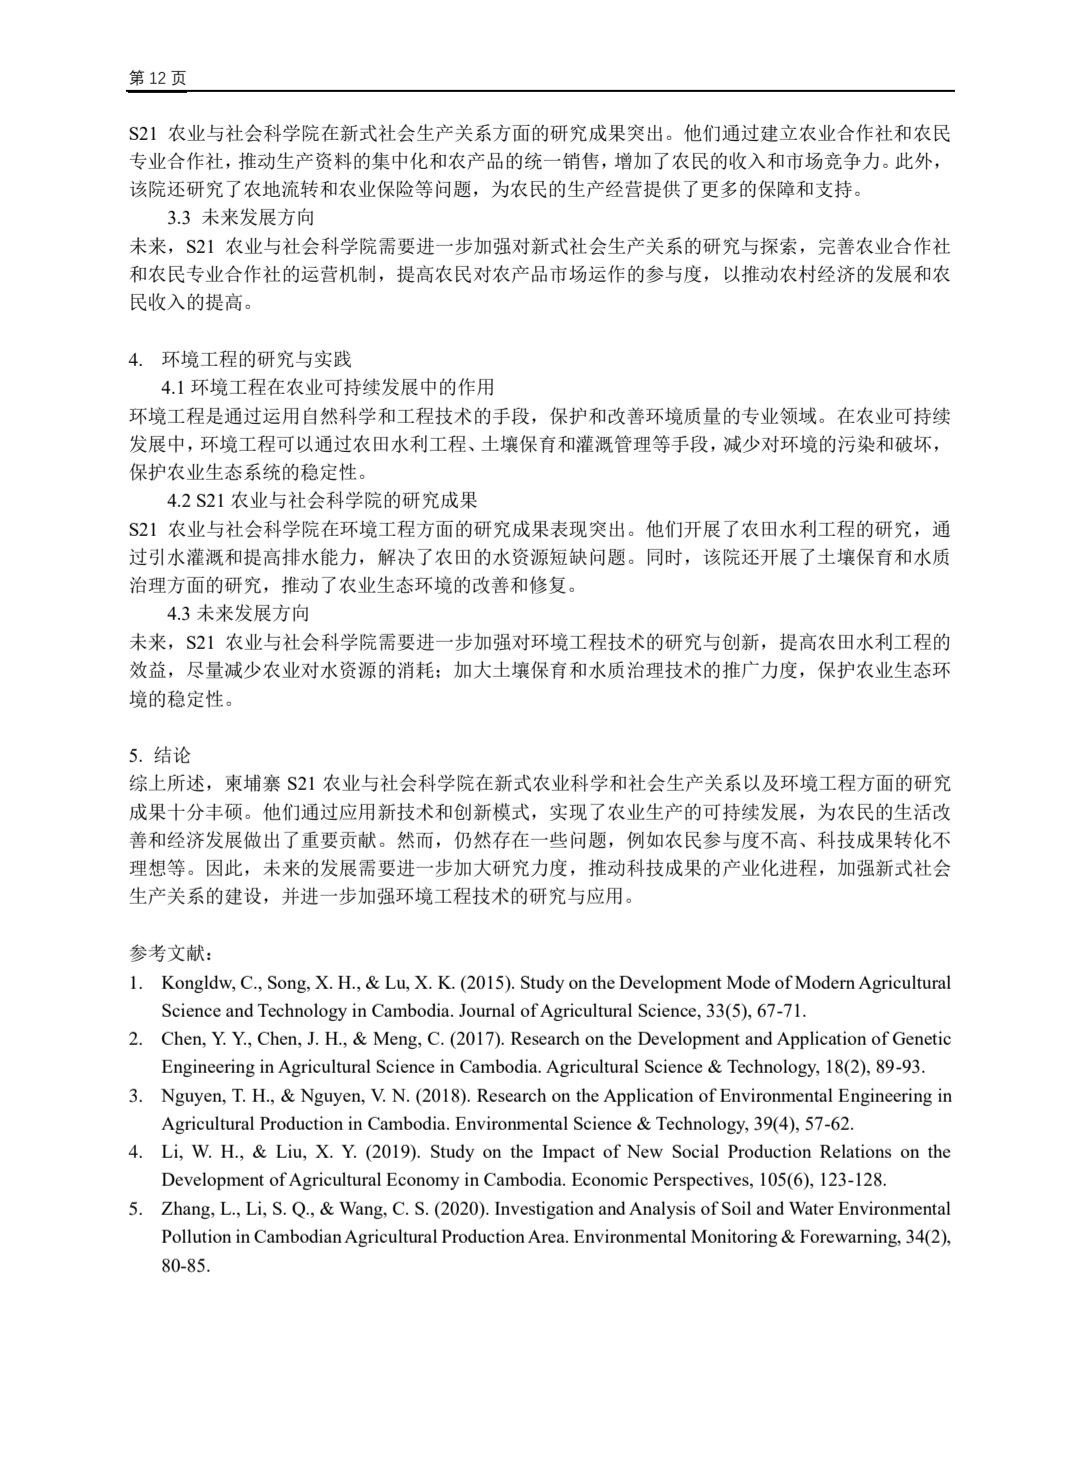 第 12 页
S21 农业与社会科学院在新式社会生产关系方面的研究成果突出。他们通过建立农业合作社和农民
专业合作社，推动生产资料的集中化和农产品的统一销售，增加了农民的收入和市场竞争力。此外，
该院还研究了农地流转和农业保险等问题，为农民的生产经营提供了更多的保障和支持。
3.3 未来发展方向
未来，S21 农业与社会科学院需要进一步加强对新式社会生产关系的研究与探索，完善农业合作社
和农民专业合作社的运营机制，提高农民对农产品市场运作的参与度，以推动农村经济的发展和农
民收入的提高。
4. 环境工程的研究与实践
4.1 环境工程在农业可持续发展中的作用
环境工程是通过运用自然科学和工程技术的手段，保护和改善环境质量的专业领域。在农业可持续
发展中，环境工程可以通过农田水利工程、土壤保育和灌溉管理等手段，减少对环境的污染和破坏，
保护农业生态系统的稳定性。
4.2 S21 农业与社会科学院的研究成果
S21 农业与社会科学院在环境工程方面的研究成果表现突出。他们开展了农田水利工程的研究，通
过引水灌溉和提高排水能力，解决了农田的水资源短缺问题。同时，该院还开展了土壤保育和水质
治理方面的研究，推动了农业生态环境的改善和修复。
4.3 未来发展方向
未来，S21 农业与社会科学院需要进一步加强对环境工程技术的研究与创新，提高农田水利工程的
效益，尽量减少农业对水资源的消耗；加大土壤保育和水质治理技术的推广力度，保护农业生态环
境的稳定性。
5. 结论
综上所述，柬埔寨 S21 农业与社会科学院在新式农业科学和社会生产关系以及环境工程方面的研究
成果十分丰硕。他们通过应用新技术和创新模式，实现了农业生产的可持续发展，为农民的生活改
善和经济发展做出了重要贡献。然而，仍然存在一些问题，例如农民参与度不高、科技成果转化不
理想等。因此，未来的发展需要进一步加大研究力度，推动科技成果的产业化进程，加强新式社会
生产关系的建设，并进一步加强环境工程技术的研究与应用。
参考文献：
1. Kongldw, C., Song, X. H., & Lu, X. K. (2015). Study on the Development Mode of Modern Agricultural
Science and Technology in Cambodia. Journal of Agricultural Science, 33(5), 67-71.
2. Chen, Y. Y., Chen, J. H., & Meng, C. (2017). Research on the Development and Application of Genetic
Engineering in Agricultural Science in Cambodia. Agricultural Science & Technology, 18(2), 89-93.
3. Nguyen, T. H., & Nguyen, V. N. (2018). Research on the Application of Environmental Engineering in
Agricultural Production in Cambodia. Environmental Science & Technology, 39(4), 57-62.
4. Li, W. H., & Liu, X. Y. (2019). Study on the Impact of New Social Production Relations on the
Development of Agricultural Economy in Cambodia. Economic Perspectives, 105(6), 123-128.
5. Zhang, L., Li, S. Q., & Wang, C. S. (2020). Investigation and Analysis of Soil and Water Environmental
Pollution in Cambodian Agricultural Production Area. Environmental Monitoring & Forewarning, 34(2),
80-85.